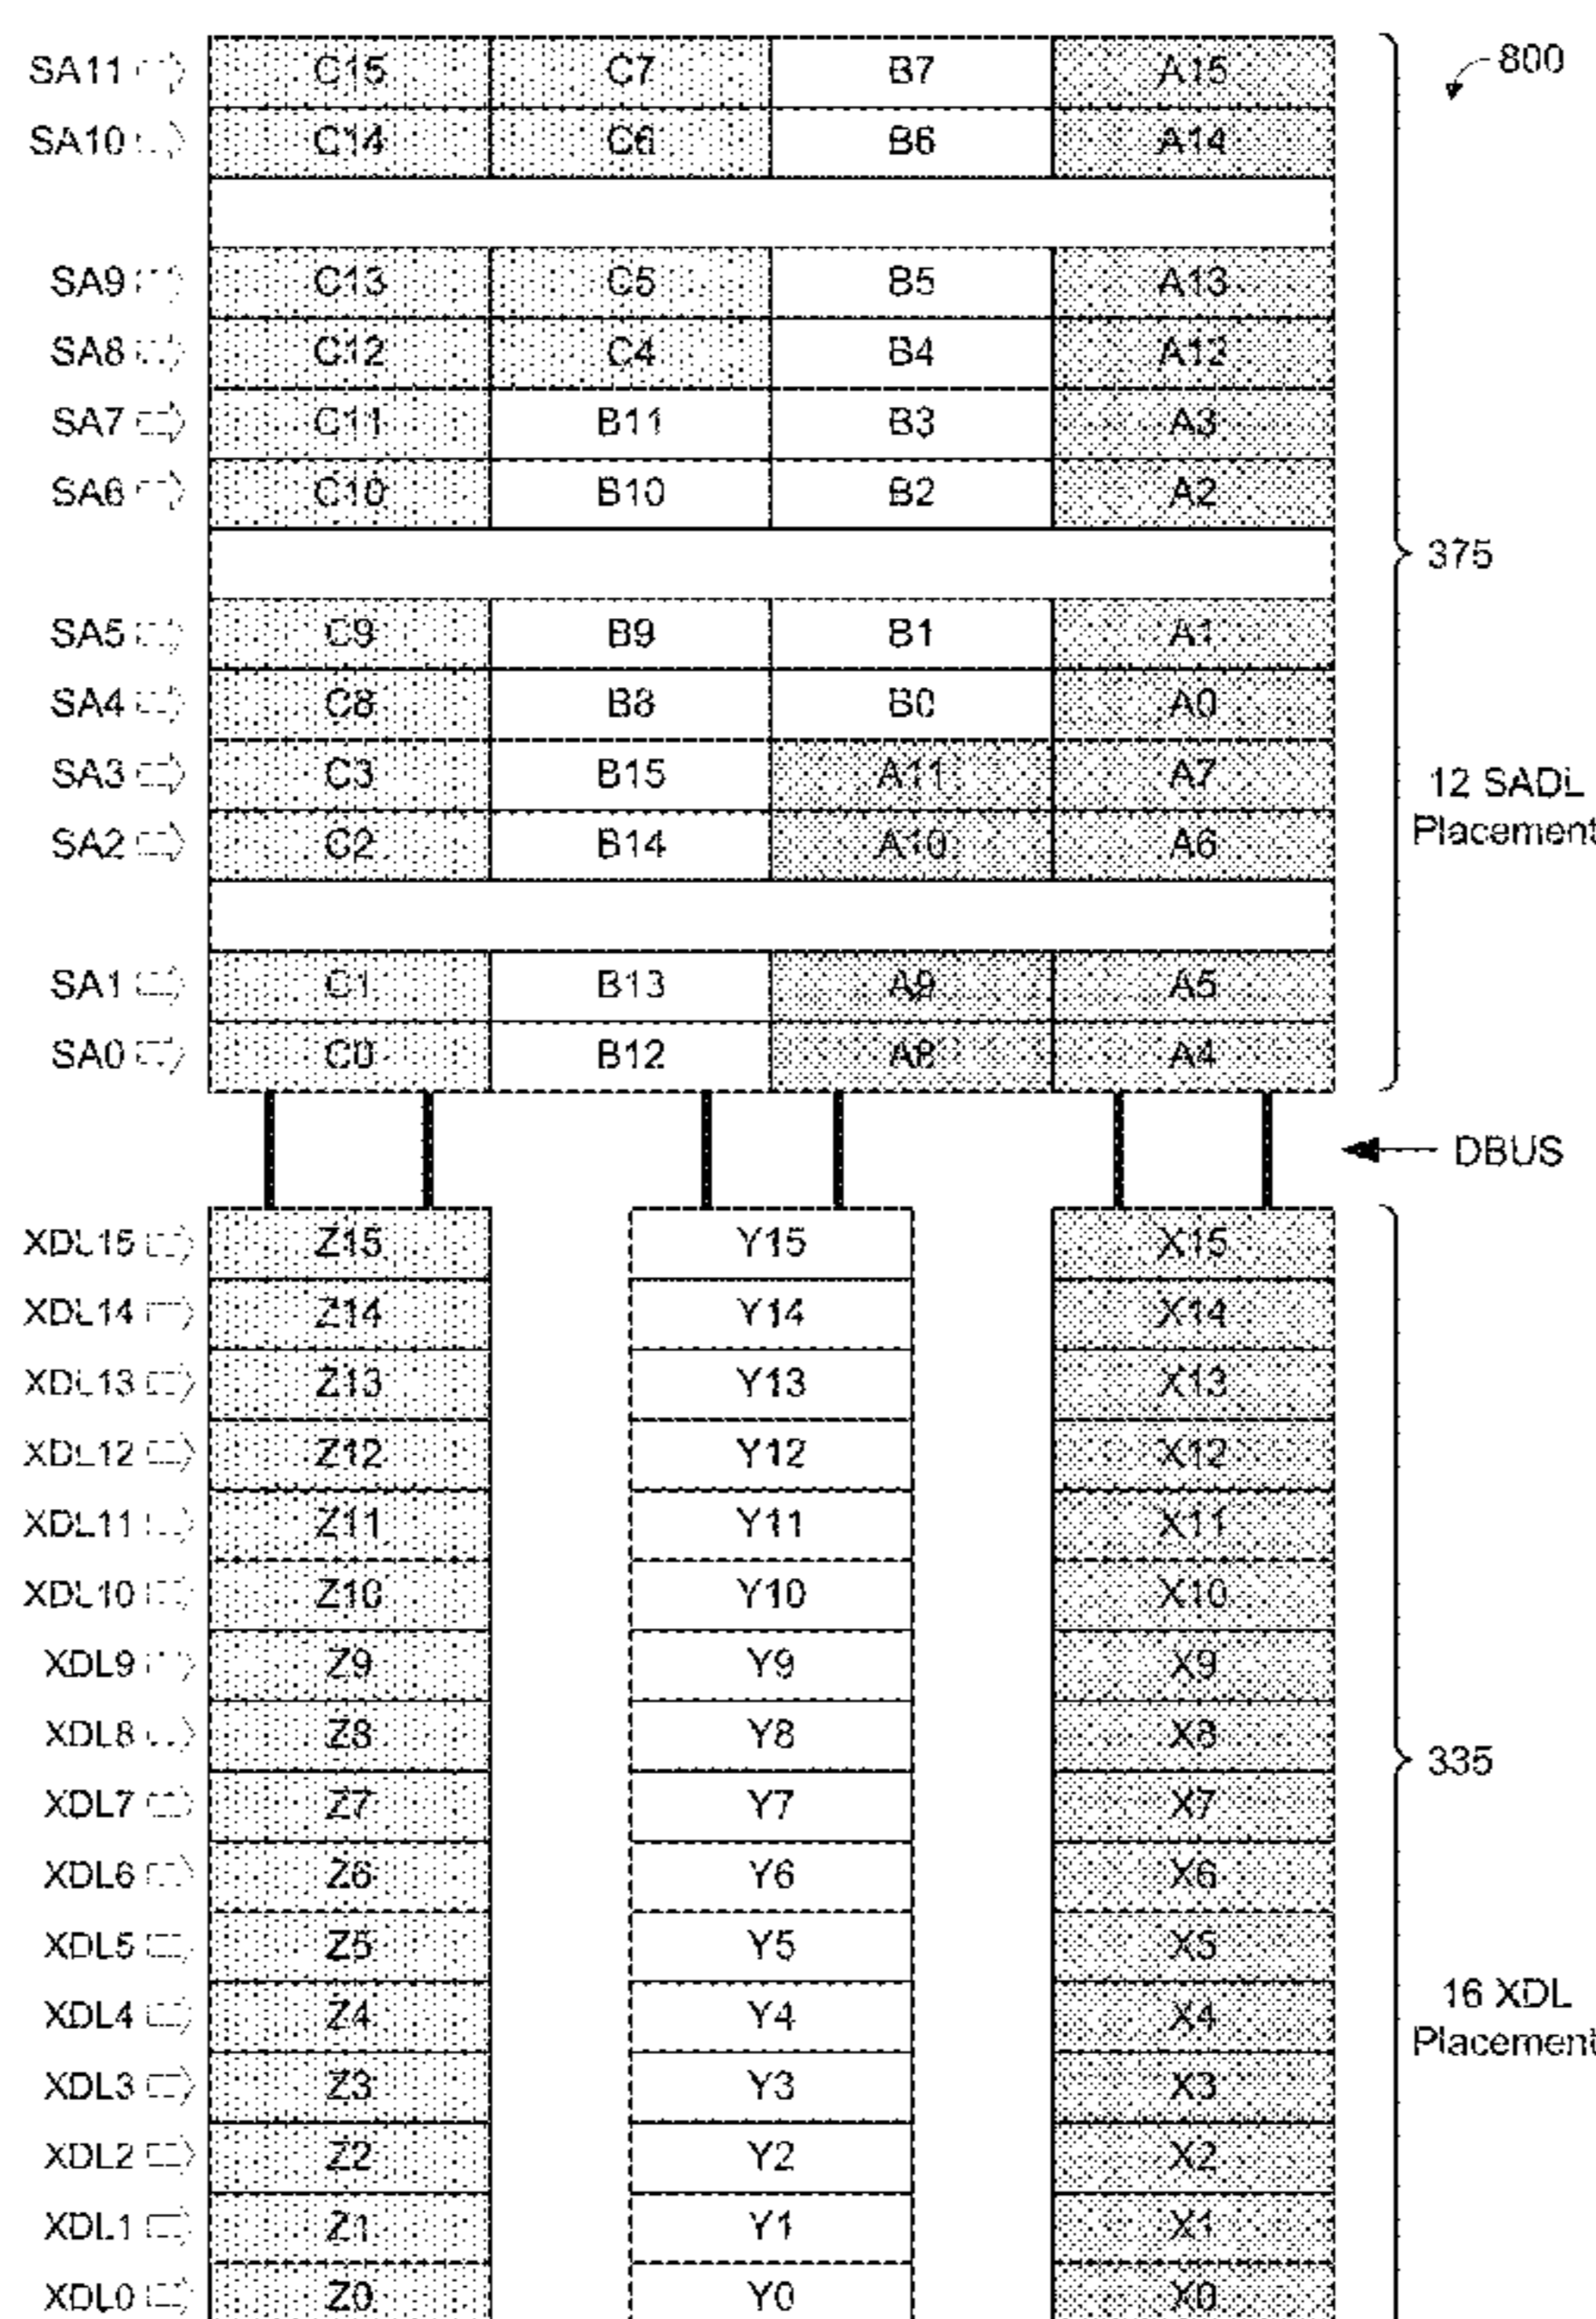 SA11 C15 C7 B7 A15 800
SA10 C14 C6 B6 A14
SA9 C13 C5 B5 A13
SA8 C12 C4 B4 A12
SA7 C11 B11 B3 A3
SA6 C10 B10 B2 A2
375
SA5 C9 B9 B1 A1
SA4 C8 B8 B0 A0
SA3 C3 B15 A11 A7
SA2 C2 B14 A10 A6
12 SADL
Placement
SA1 C1 B13 A9 A5
SA0 C0 B12 A8 A4
DBUS
XDL15 Z15 Y15 X15
XDL14 Z14 Y14 X14
XDL13 Z13 Y13 X13
XDL12 Z12 Y12 X12
XDL11 Z11 Y11 X11
XDL10 Z10 Y10 X10
XDL9 Z9 Y9 X9
XDL8 Z8 Y8 X8
335
XDL7 Z7 Y7 X7
XDL6 Z6 Y6 X6
XDL5 Z5 Y5 X5
XDL4 Z4 Y4 X4
16 XDL
Placement
XDL3 Z3 Y3 X3
XDL2 Z2 Y2 X2
XDL1 Z1 Y1 X1
XDL0 Z0 Y0 X0